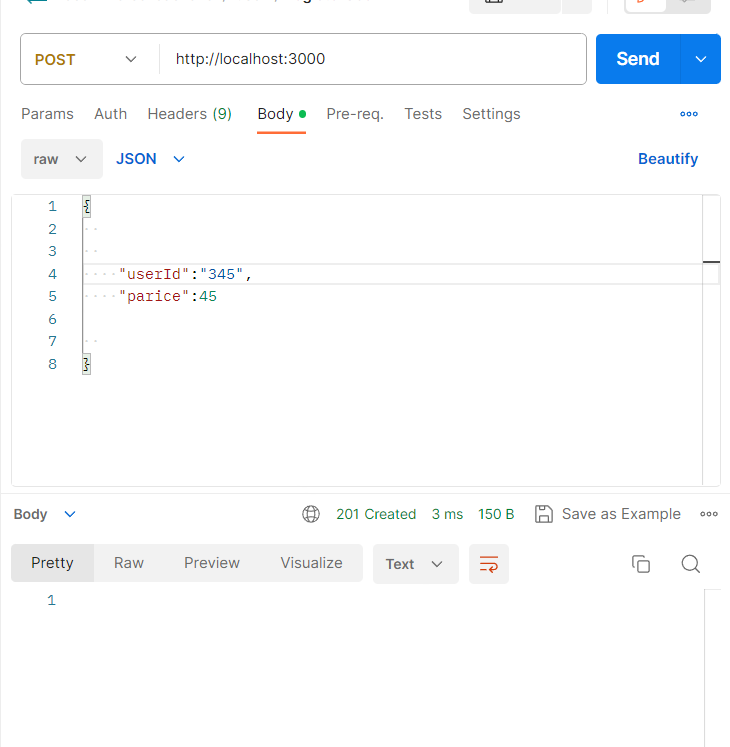 POST http://localhost:3000 Send
Params Auth Headers (9) Body Pre-req. Tests Settings
raw JSON Beautify
1 {
2
3
4 "userId":"345",
5 "parice":45
6
7
8 }
Body 201 Created 3 ms 150 B Save as Example
Pretty Raw Preview Visualize Text
1